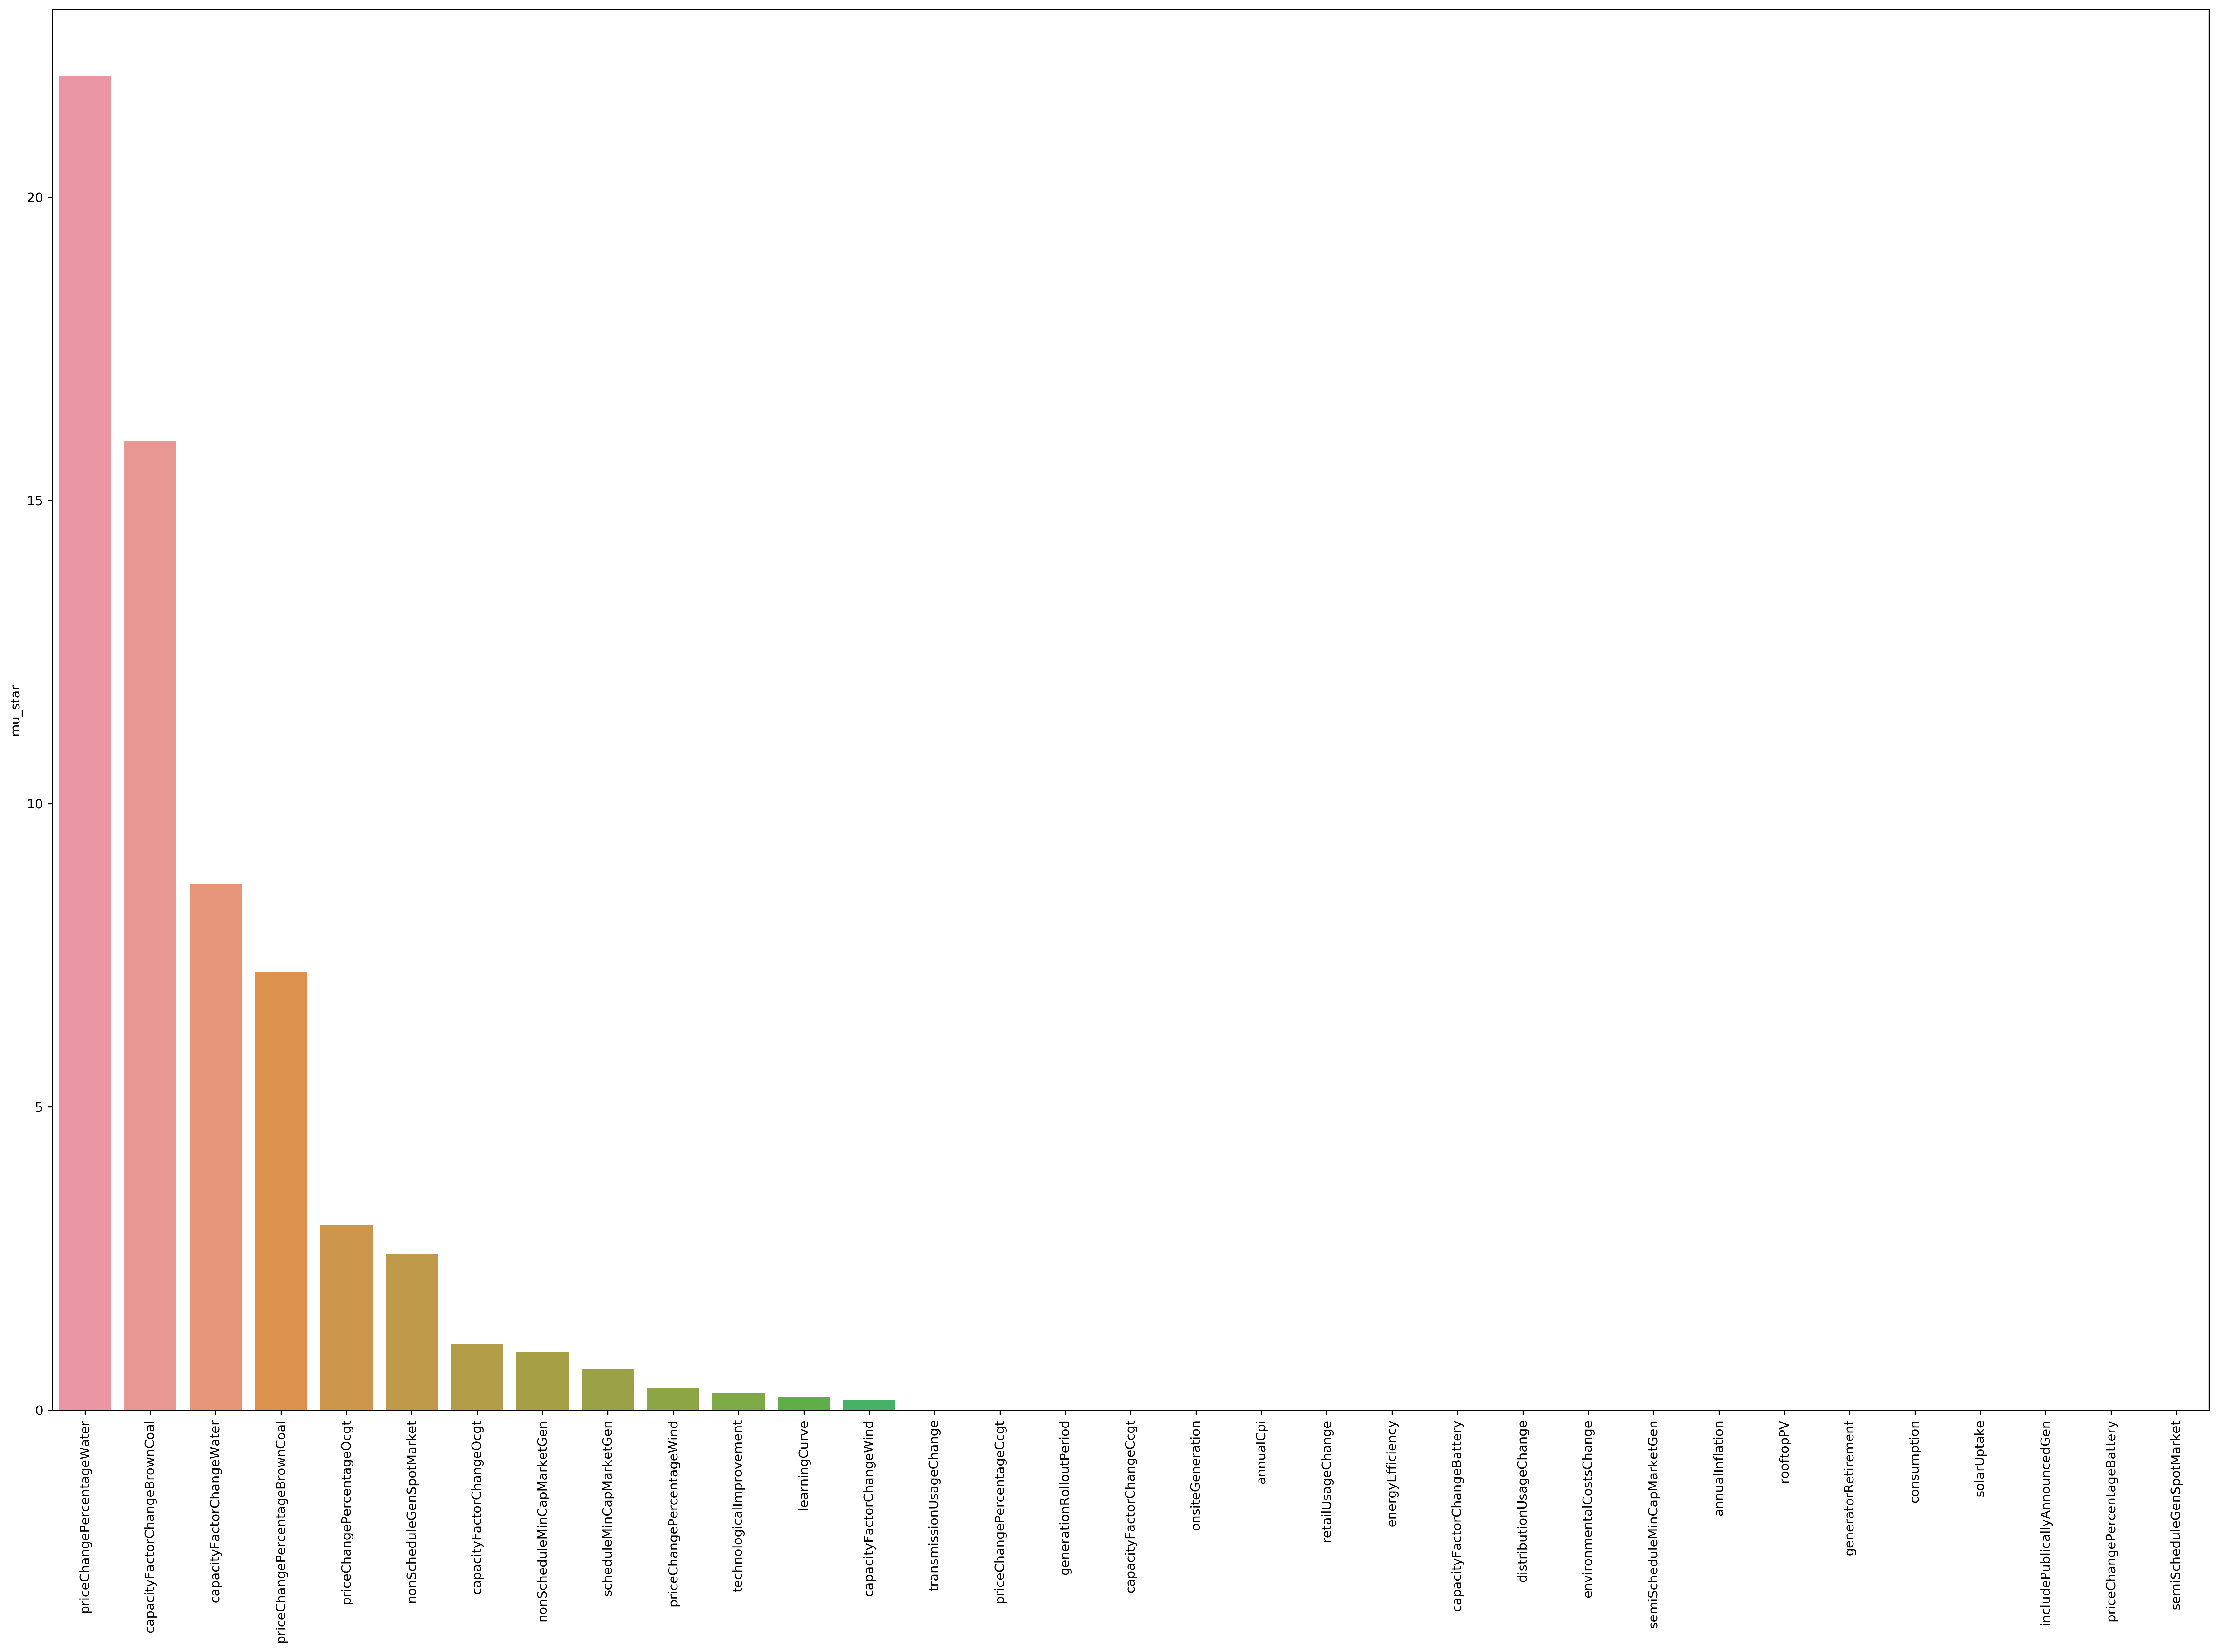 mu_star
20
15
10
5
0
priceChangePercentageWater
capacityFactorChangeBrownCoal
capacityFactorChangeWater
priceChangePercentageBrownCoal
priceChangePercentageOcgt
nonScheduleGenSpotMarket
capacityFactorChangeOcgt
nonScheduleMinCapMarketGen
scheduleMinCapMarketGen
priceChangePercentageWind
technologicalImprovement
learningCurve
capacityFactorChangeWind
transmissionUsageChange
priceChangePercentageCcgt
generationRolloutPeriod
capacityFactorChangeCcgt
onsiteGeneration
annualCpi
retailUsageChange
energyEfficiency
capacityFactorChangeBattery
distributionUsageChange
environmentalCostsChange
semiScheduleMinCapMarketGen
annualInflation
rooftopPV
generatorRetirement
consumption
solarUptake
includePublicallyAnnouncedGen
priceChangePercentageBattery
semiScheduleGenSpotMarket